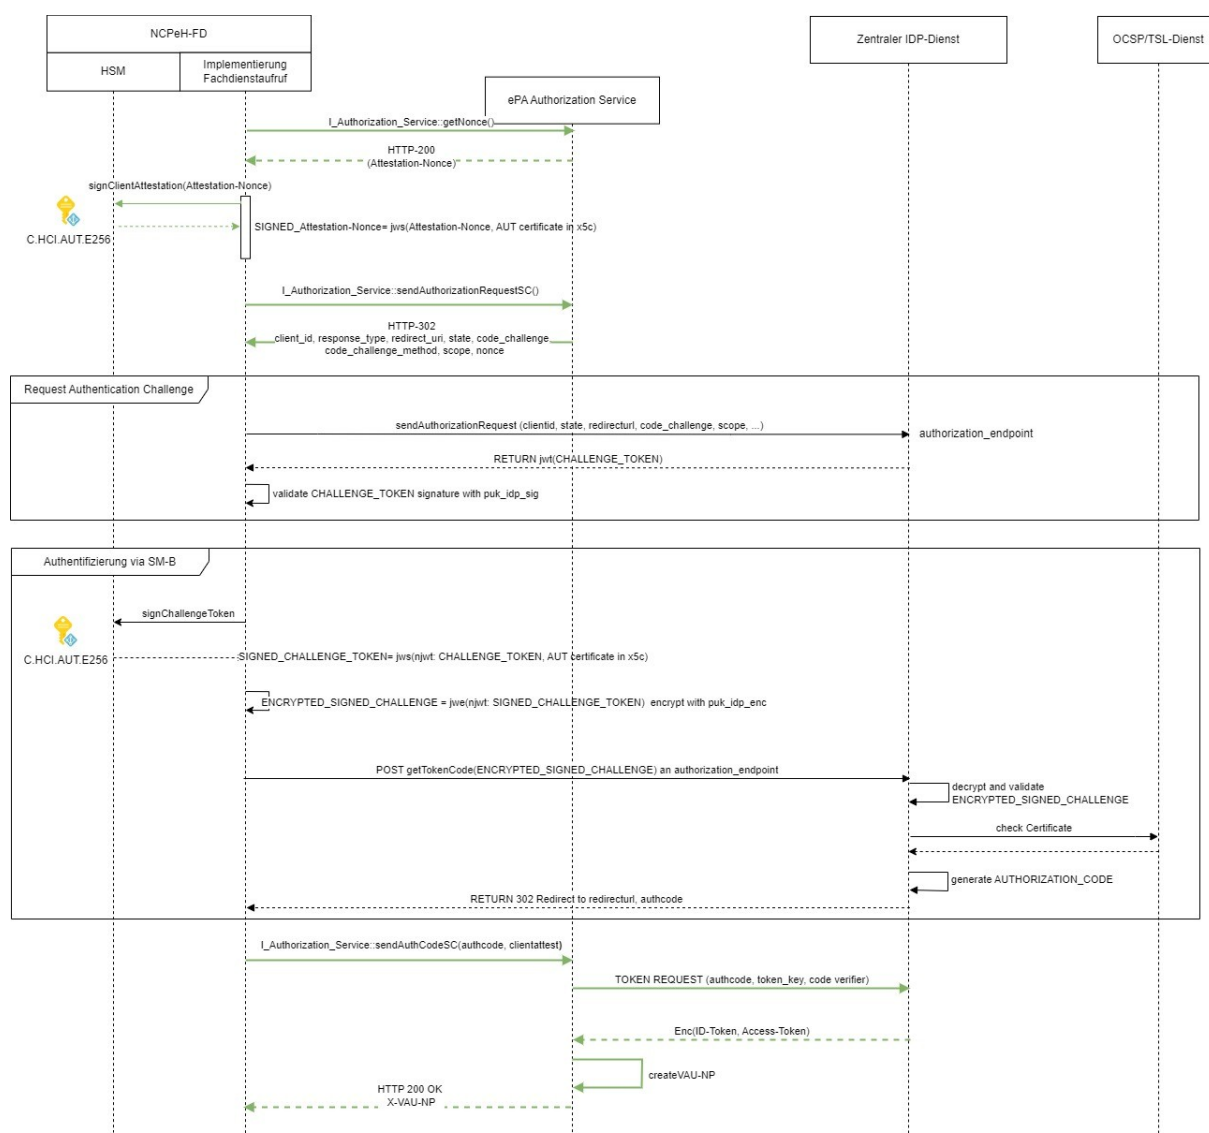 NCPeH-FD
Zentraler IDP-Dienst
OCSP/TSL-Dienst
HSM
Implementierung
Fachdienstaufruf
ePA Authorization Service
I_Authorization_Service::getNonce()
HTTP-200
(Attestation-Nonce)
signClientAttestation(Attestation-Nonce)
SIGNED_Attestation-Nonce= jws(Attestation-Nonce, AUT certificate in x5c)
C.HCI.AUT.E256
I_Authorization_Service::sendAuthorizationRequestSC()
HTTP-302
client_id, response_type, redirect_uri, state, code_challenge
code_challenge_method, scope, nonce
Request Authentication Challenge
sendAuthorizationRequest (clientid, state, redirecturl, code_challenge, scope, ...)
authorization_endpoint
RETURN jwt(CHALLENGE_TOKEN)
validate CHALLENGE_TOKEN signature with puk_idp_sig
Authentifizierung via SM-B
signChallengeToken
C.HCI.AUT.E256
SIGNED_CHALLENGE_TOKEN= jws(njwt: CHALLENGE_TOKEN, AUT certificate in x5c)
ENCRYPTED_SIGNED_CHALLENGE = jwe(njwt: SIGNED_CHALLENGE_TOKEN) encrypt with puk_idp_enc
POST getTokenCode(ENCRYPTED_SIGNED_CHALLENGE) an authorization_endpoint
decrypt and validate
ENCRYPTED_SIGNED_CHALLENGE
check Certificate
generate AUTHORIZATION_CODE
RETURN 302 Redirect to redirecturl, authcode
I_Authorization_Service::sendAuthCodeSC(authcode, clientattest)
TOKEN REQUEST (authcode, token_key, code verifier)
Enc(ID-Token, Access-Token)
createVAU-NP
HTTP 200 OK
X-VAU-NP